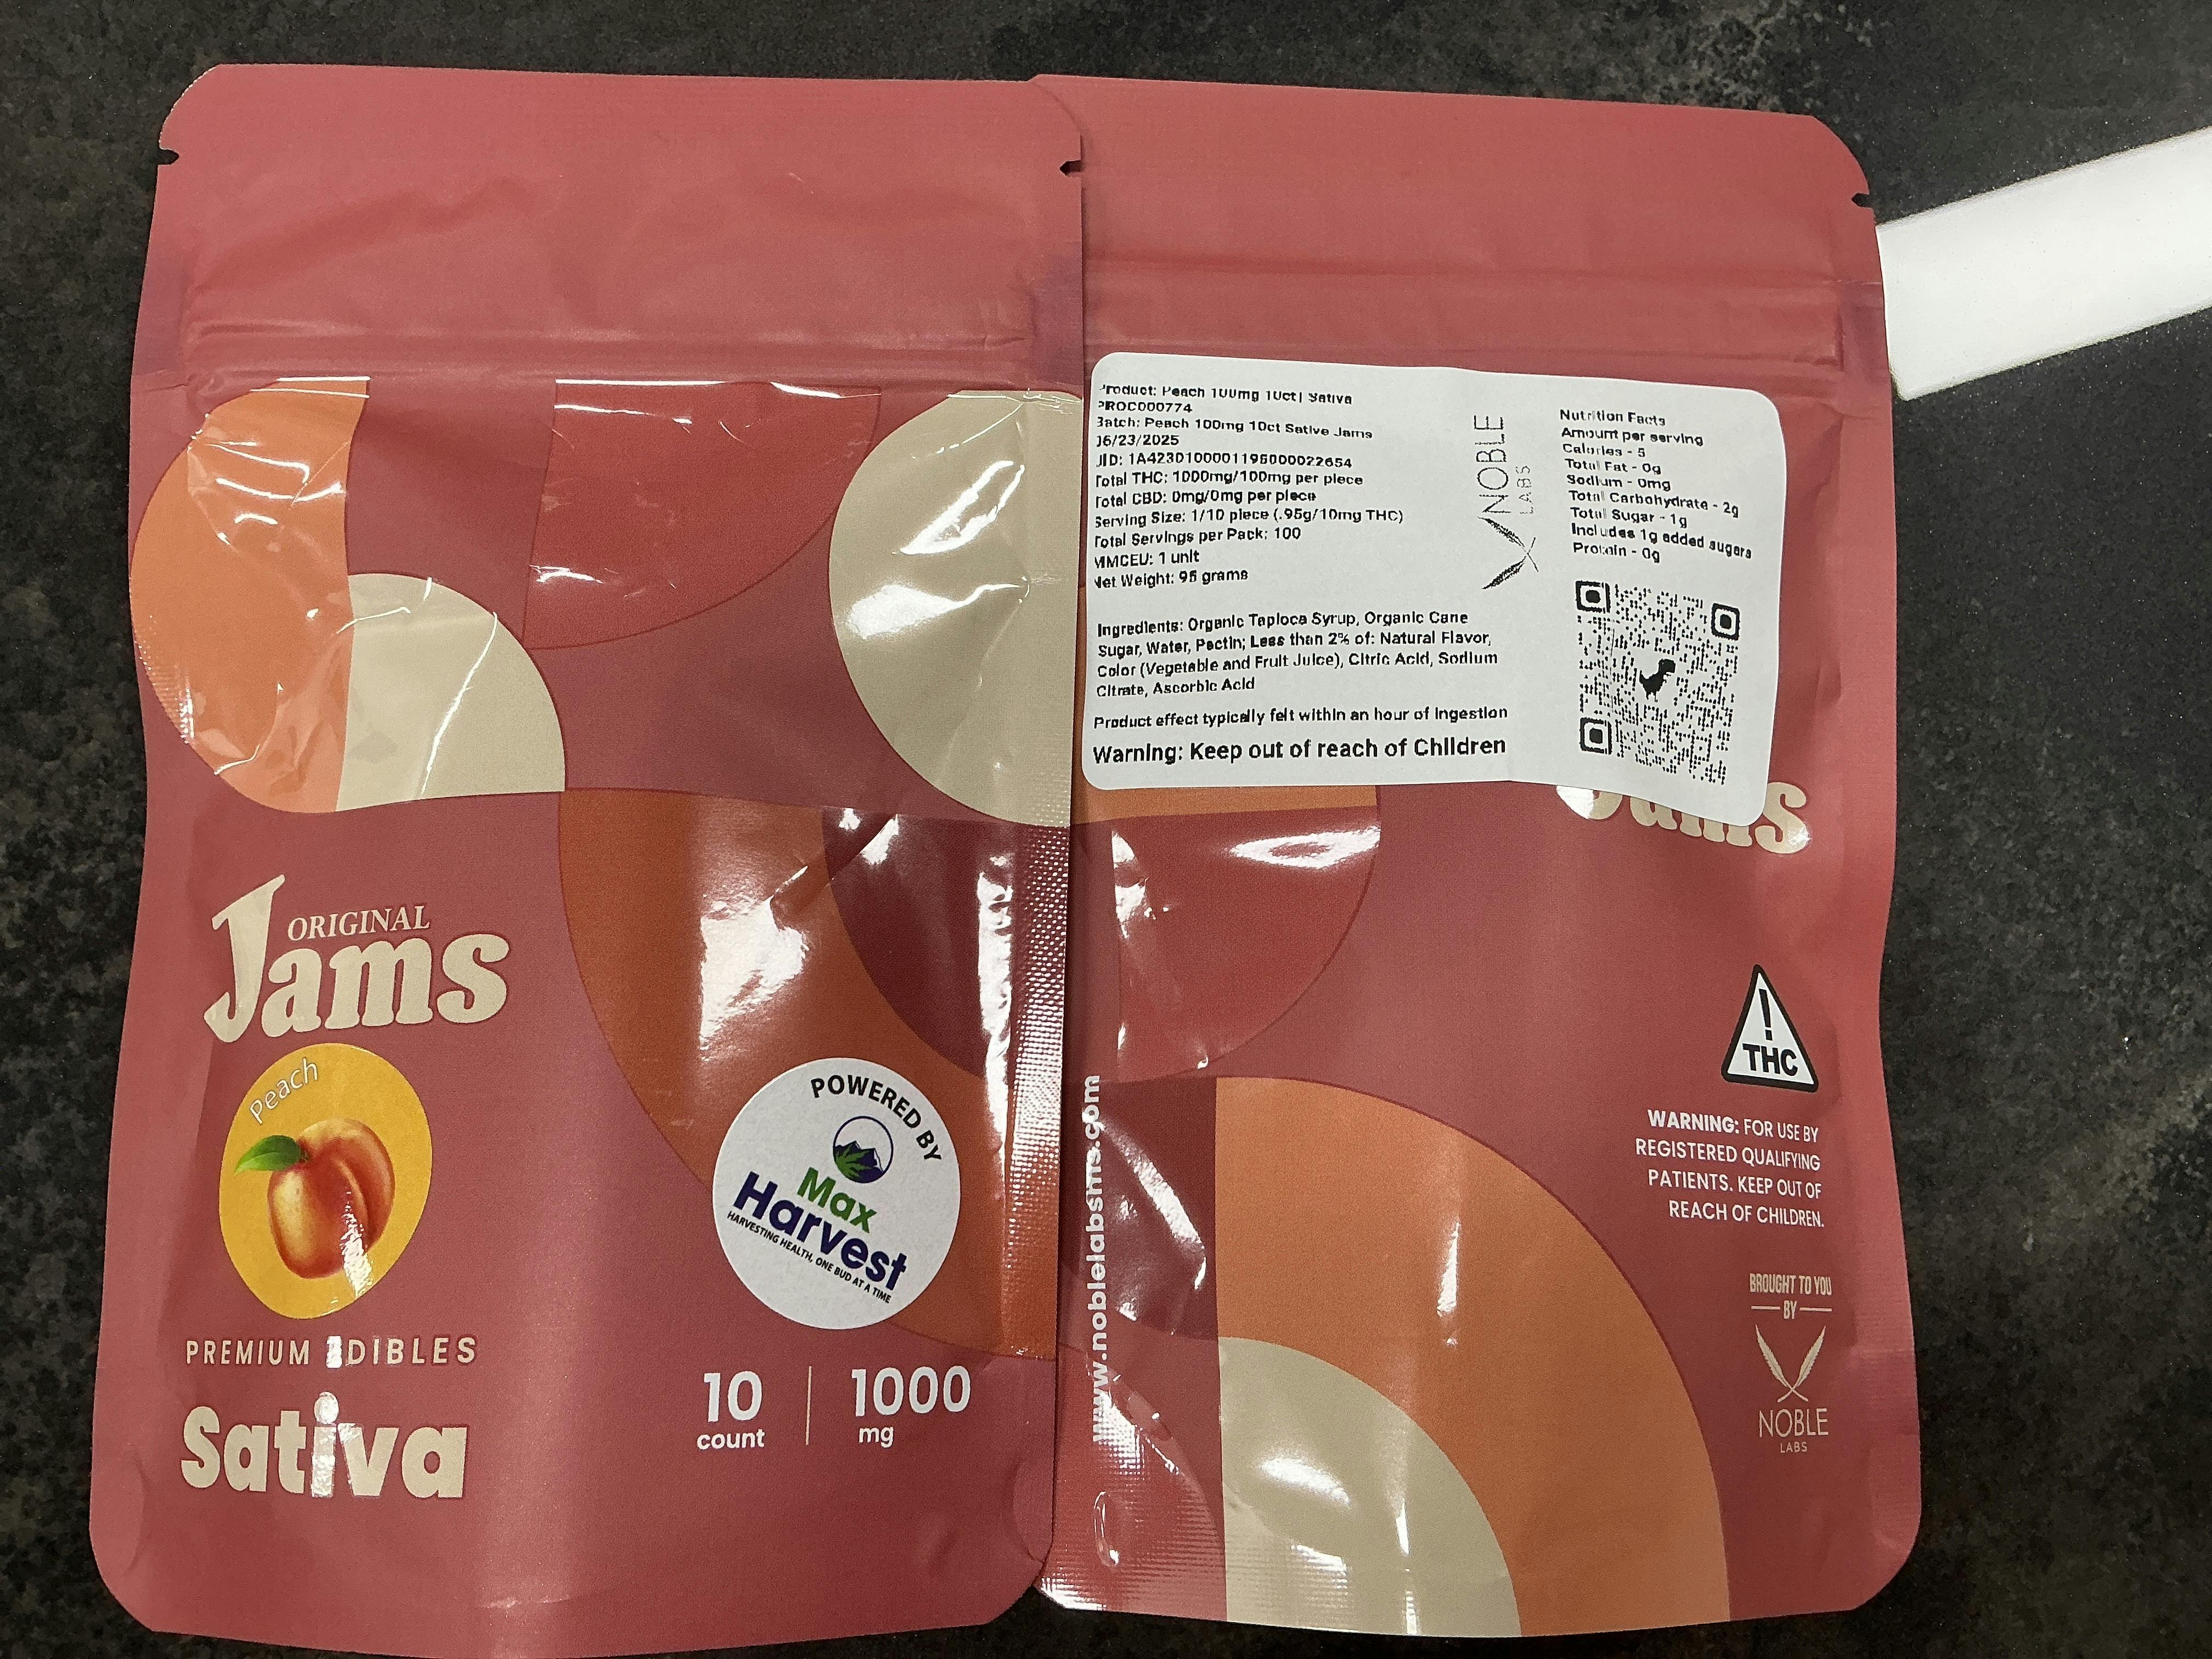 ORIGINAL
Jams
Peach
PREMIUM EDIBLES
Sativa
POWERED BY
Max
Harvest
HARVESTING HEALTH, ONE BUD AT A TIME
10
count
1000
mg
Product: Peach 100mg 10ct | Sativa
PROC000774
Batch: Peach 100mg 10ct Sative Jams
06/23/2025
UID: 1A423010000119600002 2654
Total THC: 1000mg/100mg per piece
Total CBD: 0mg/0mg per piece
Serving Size: 1/10 piece (.95g/10mg THC)
Total Servings per Pack: 100
MMCEU: 1 unit
Net Weight: 95 grams
Ingredients: Organic Tapioca Syrup, Organic Cane
Sugar, Water, Pectin; Less than 2% of: Natural Flavor,
Color (Vegetable and Fruit Juice), Citric Acid, Sodium
Citrate, Ascorbic Acid
Product effect typically felt within an hour of ingestion
Warning: Keep out of reach of Children
NOBLE
LABS
Nutrition Facts
Amount per serving
Calories - 5
Total Fat - 0g
Sodium - 0mg
Total Carbohydrate - 2g
Total Sugar - 1g
Includes 1g added sugars
Protein - 0g
Jams
!
THC
WARNING: FOR USE BY
REGISTERED QUALIFYING
PATIENTS. KEEP OUT OF
REACH OF CHILDREN.
BROUGHT TO YOU
BY
NOBLE
LABS
www.noblelabsms.com